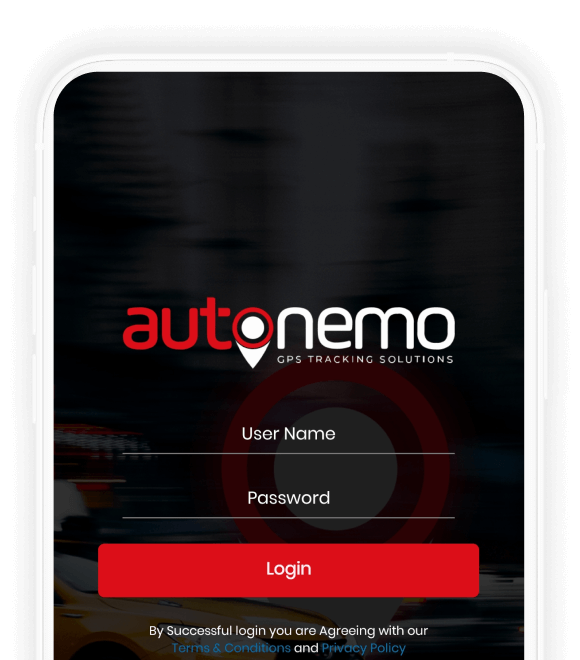 autonemo
GPS TRACKING SOLUTIONS
User Name
Password
Login
By Successful login you are Agreeing with our
Terms & Conditions and Privacy Policy